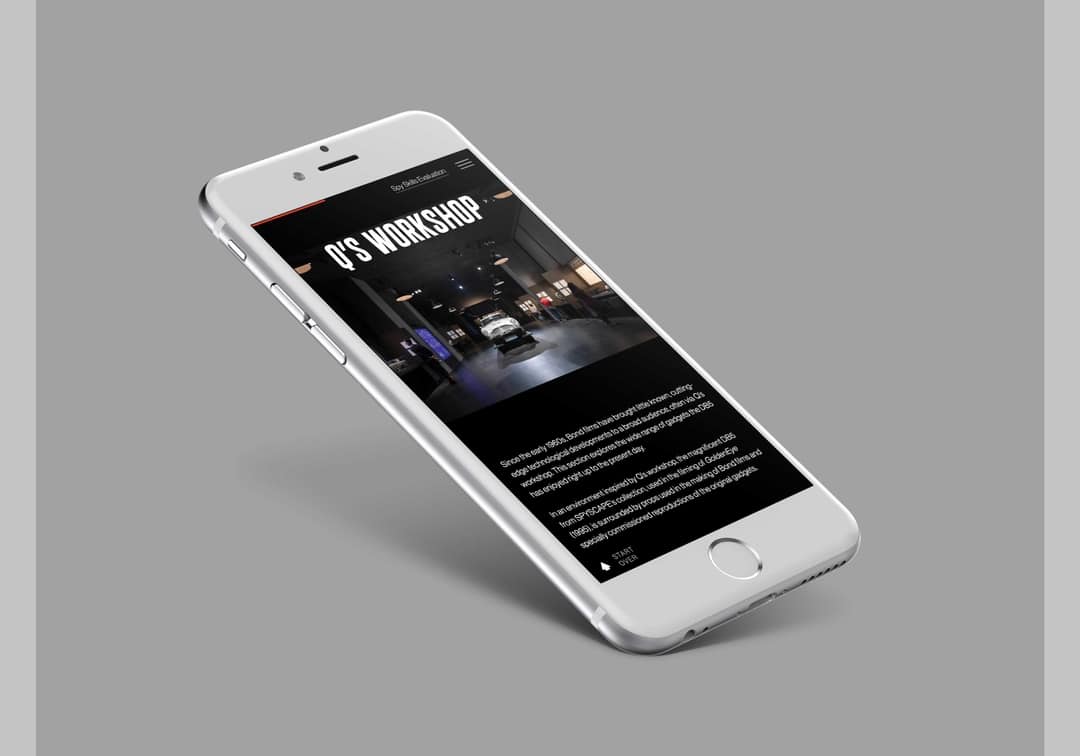 Spy Skills Evaluation
Q'S WORKSHOP
Since the early 1960s, Bond films have brought little known, cutting-
edge technological developments to a broad audience, often via Q's
workshop. This section explores the wide range of gadgets the DB5
has enjoyed right up to the present day.
In an environment inspired by Q's workshop, the magnificent DB5
from SPYSCAPE's collection, used in the filming of GoldenEye
(1995), is surrounded by props used in the making of Bond films and
specially commissioned reproductions of the original gadgets.
START
OVER